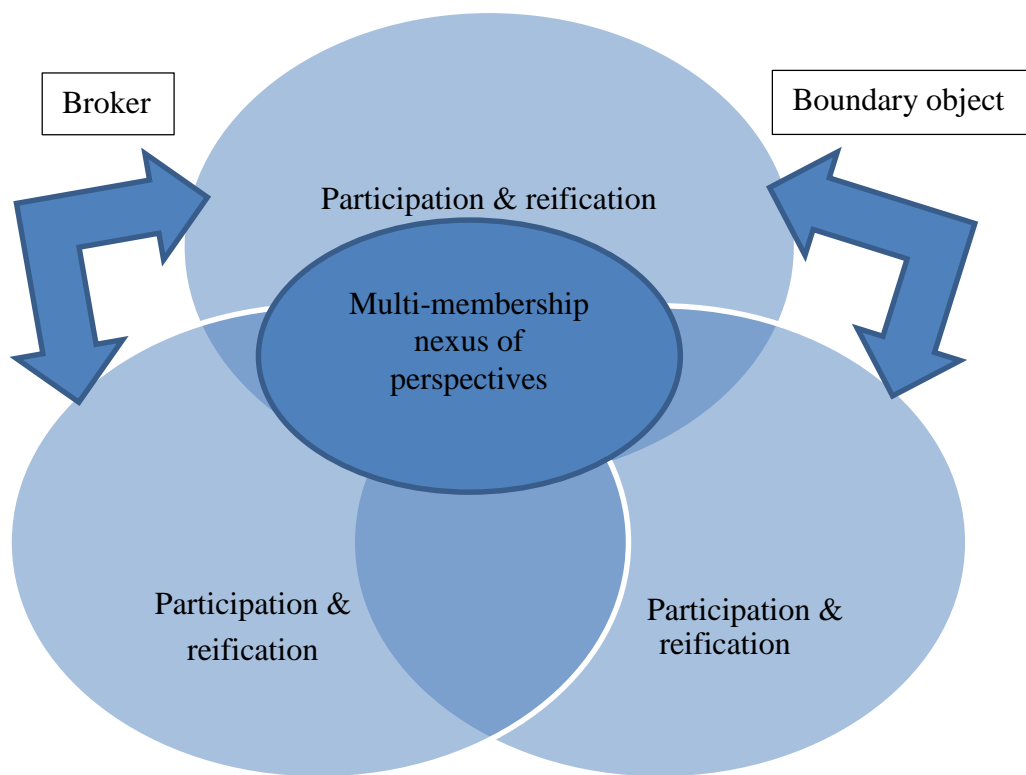 Broker
Boundary object
Participation & reification
Multi-membership
nexus of
perspectives
Participation &
reification
Participation &
reification